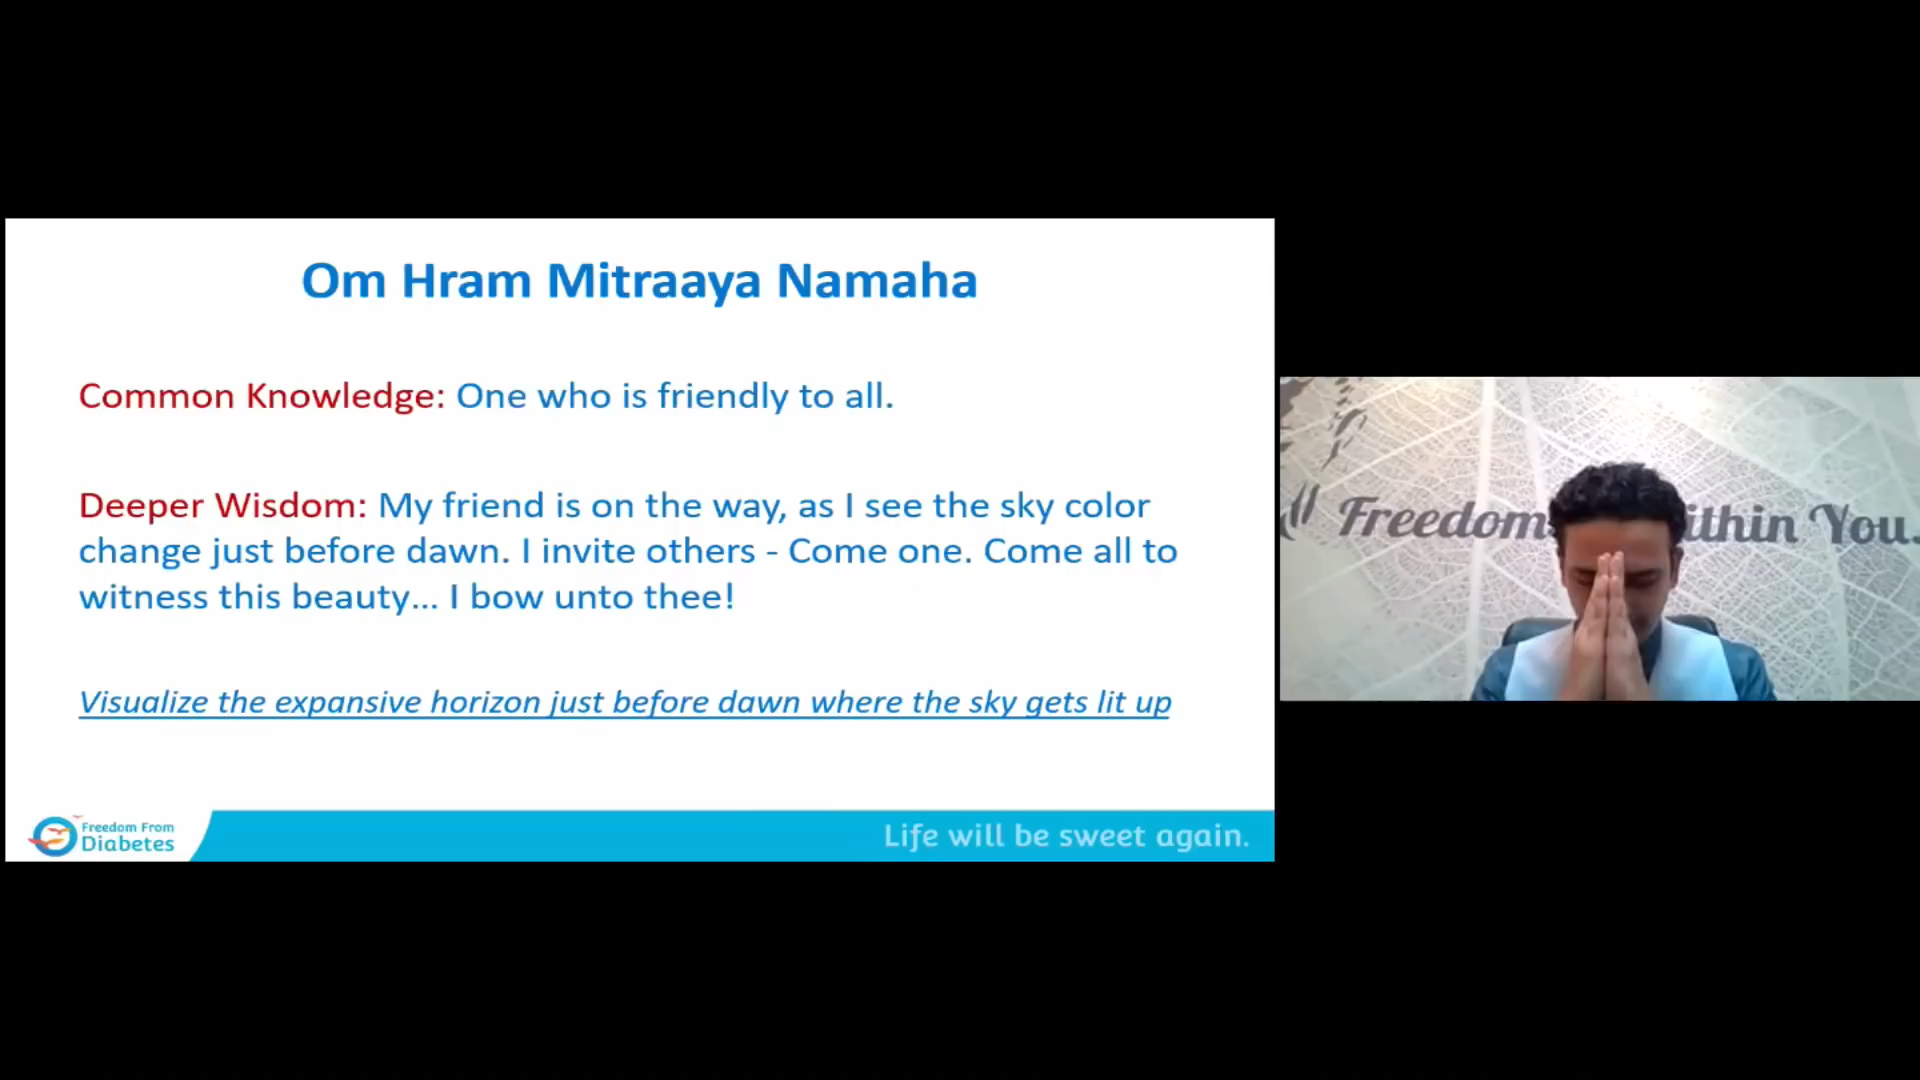 Om Hram Mitraaya Namaha
Common Knowledge: One who is friendly to all.
Deeper Wisdom: My friend is on the way, as I see the sky color
change just before dawn. I invite others - Come one. Come all to
witness this beauty... I bow unto thee!
Visualize the expansive horizon just before dawn where the sky gets lit up
Freedom From
Diabetes
Life will be sweet again.
Freedom ithin You.